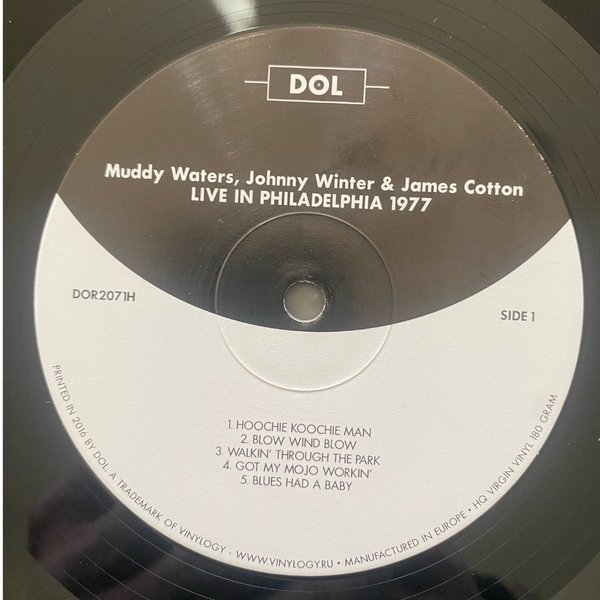 DOL
Muddy Waters, Johnny Winter & James Cotton
LIVE IN PHILADELPHIA 1977
DOR2071H
SIDE 1
1. HOOCHIE KOOCHIE MAN
2. BLOW WIND BLOW
3. WALKIN' THROUGH THE PARK
4. GOT MY MOJO WORKIN'
5. BLUES HAD A BABY
PRINTED IN 2016 BY DOL. A TRADEMARK OF VINYLOGY - WWW.VINYLOGY.RU • MANUFACTURED IN EUROPE • HQ VIRGIN VINYL 180 GRAM